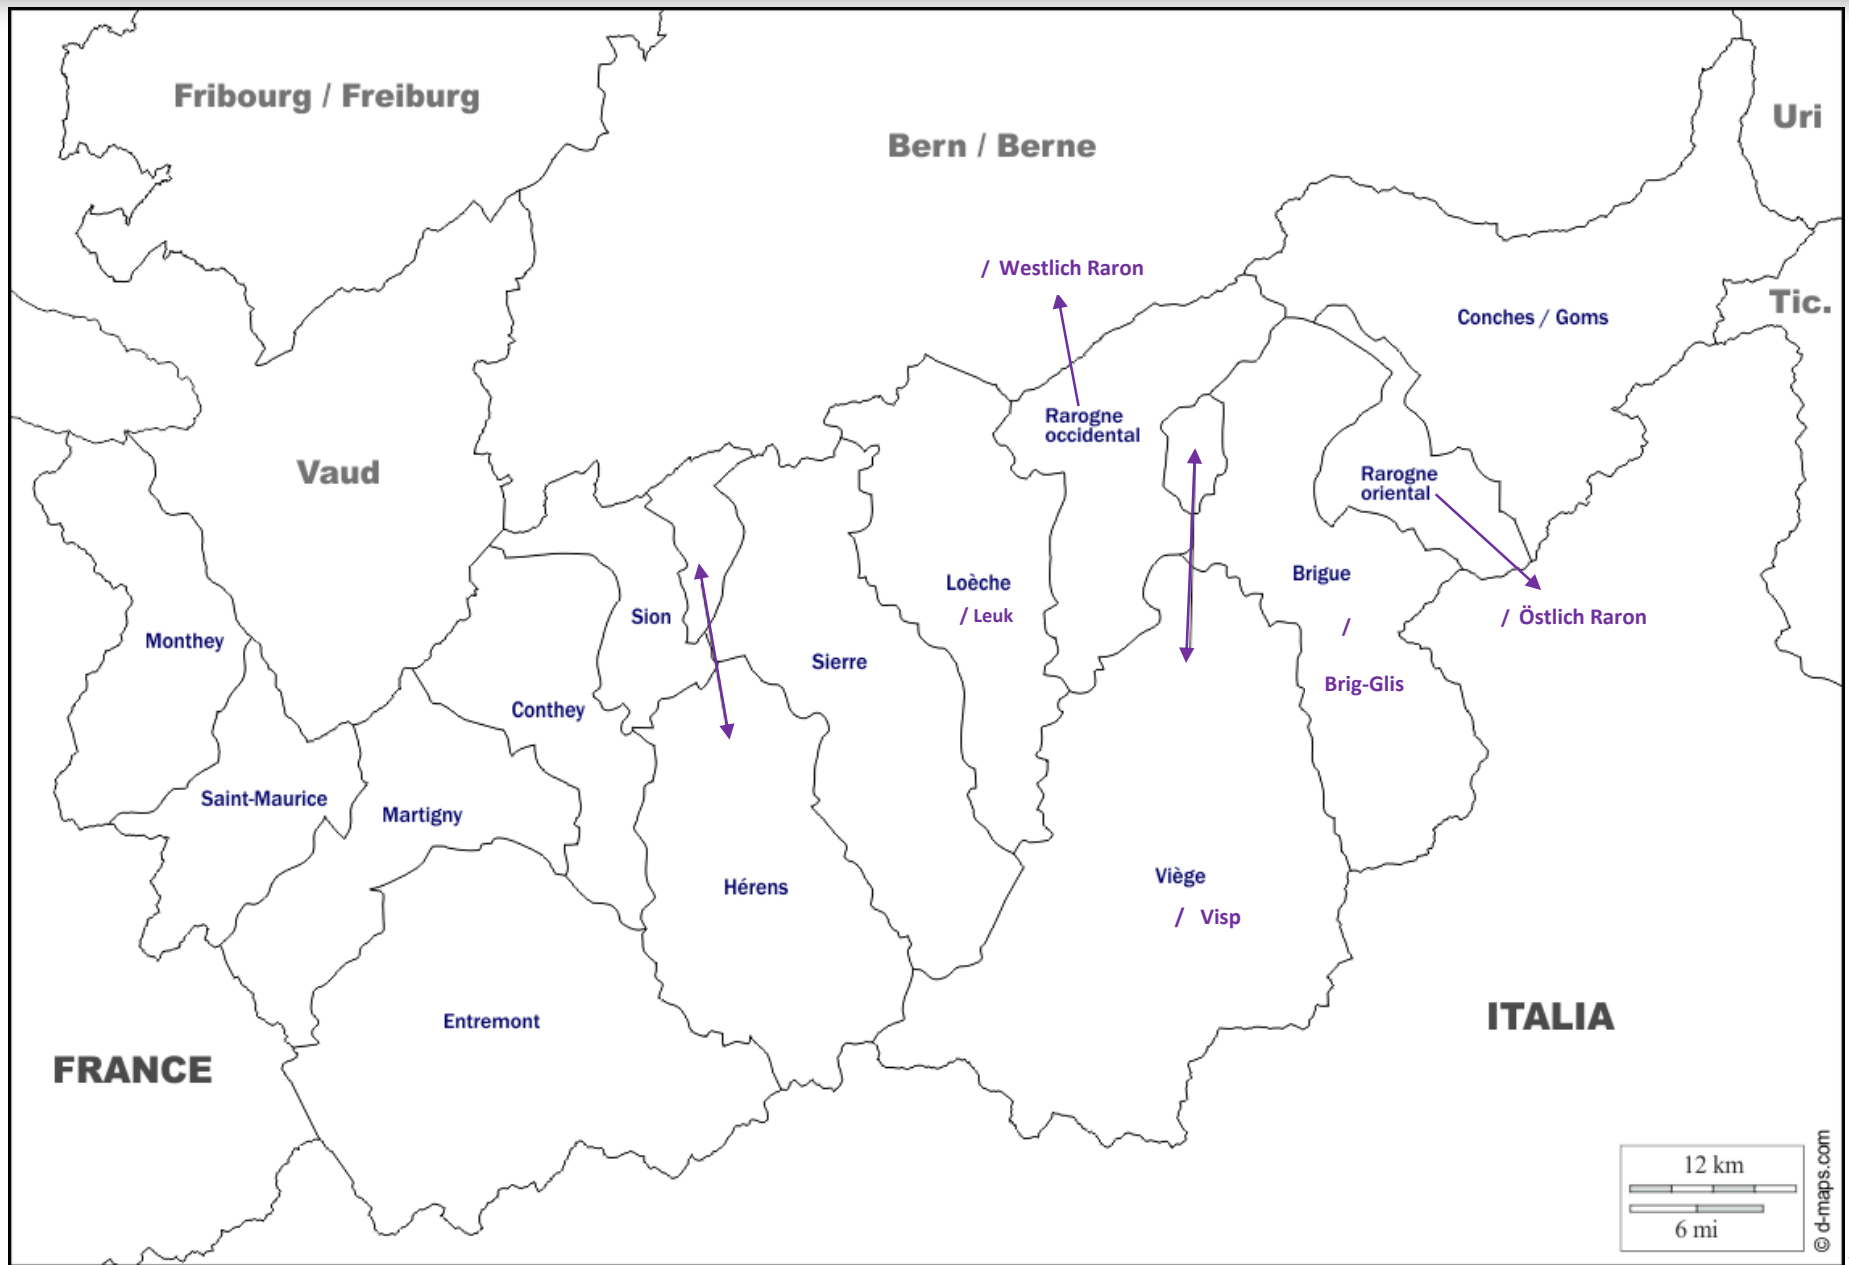 Fribourg / Freiburg
Bern / Berne
Uri
/ Westlich Raron
Tic.
Conches / Goms
Rarogne
occidental
Vaud
Rarogne
oriental
Loèche
/ Leuk
Brigue
/
Brig-Glis
/ Östlich Raron
Sion
Monthey
Sierre
Conthey
Saint-Maurice
Martigny
Hérens
Viège
/ Visp
Entremont
ITALIA
FRANCE
12 km
6 mi
© d-maps.com